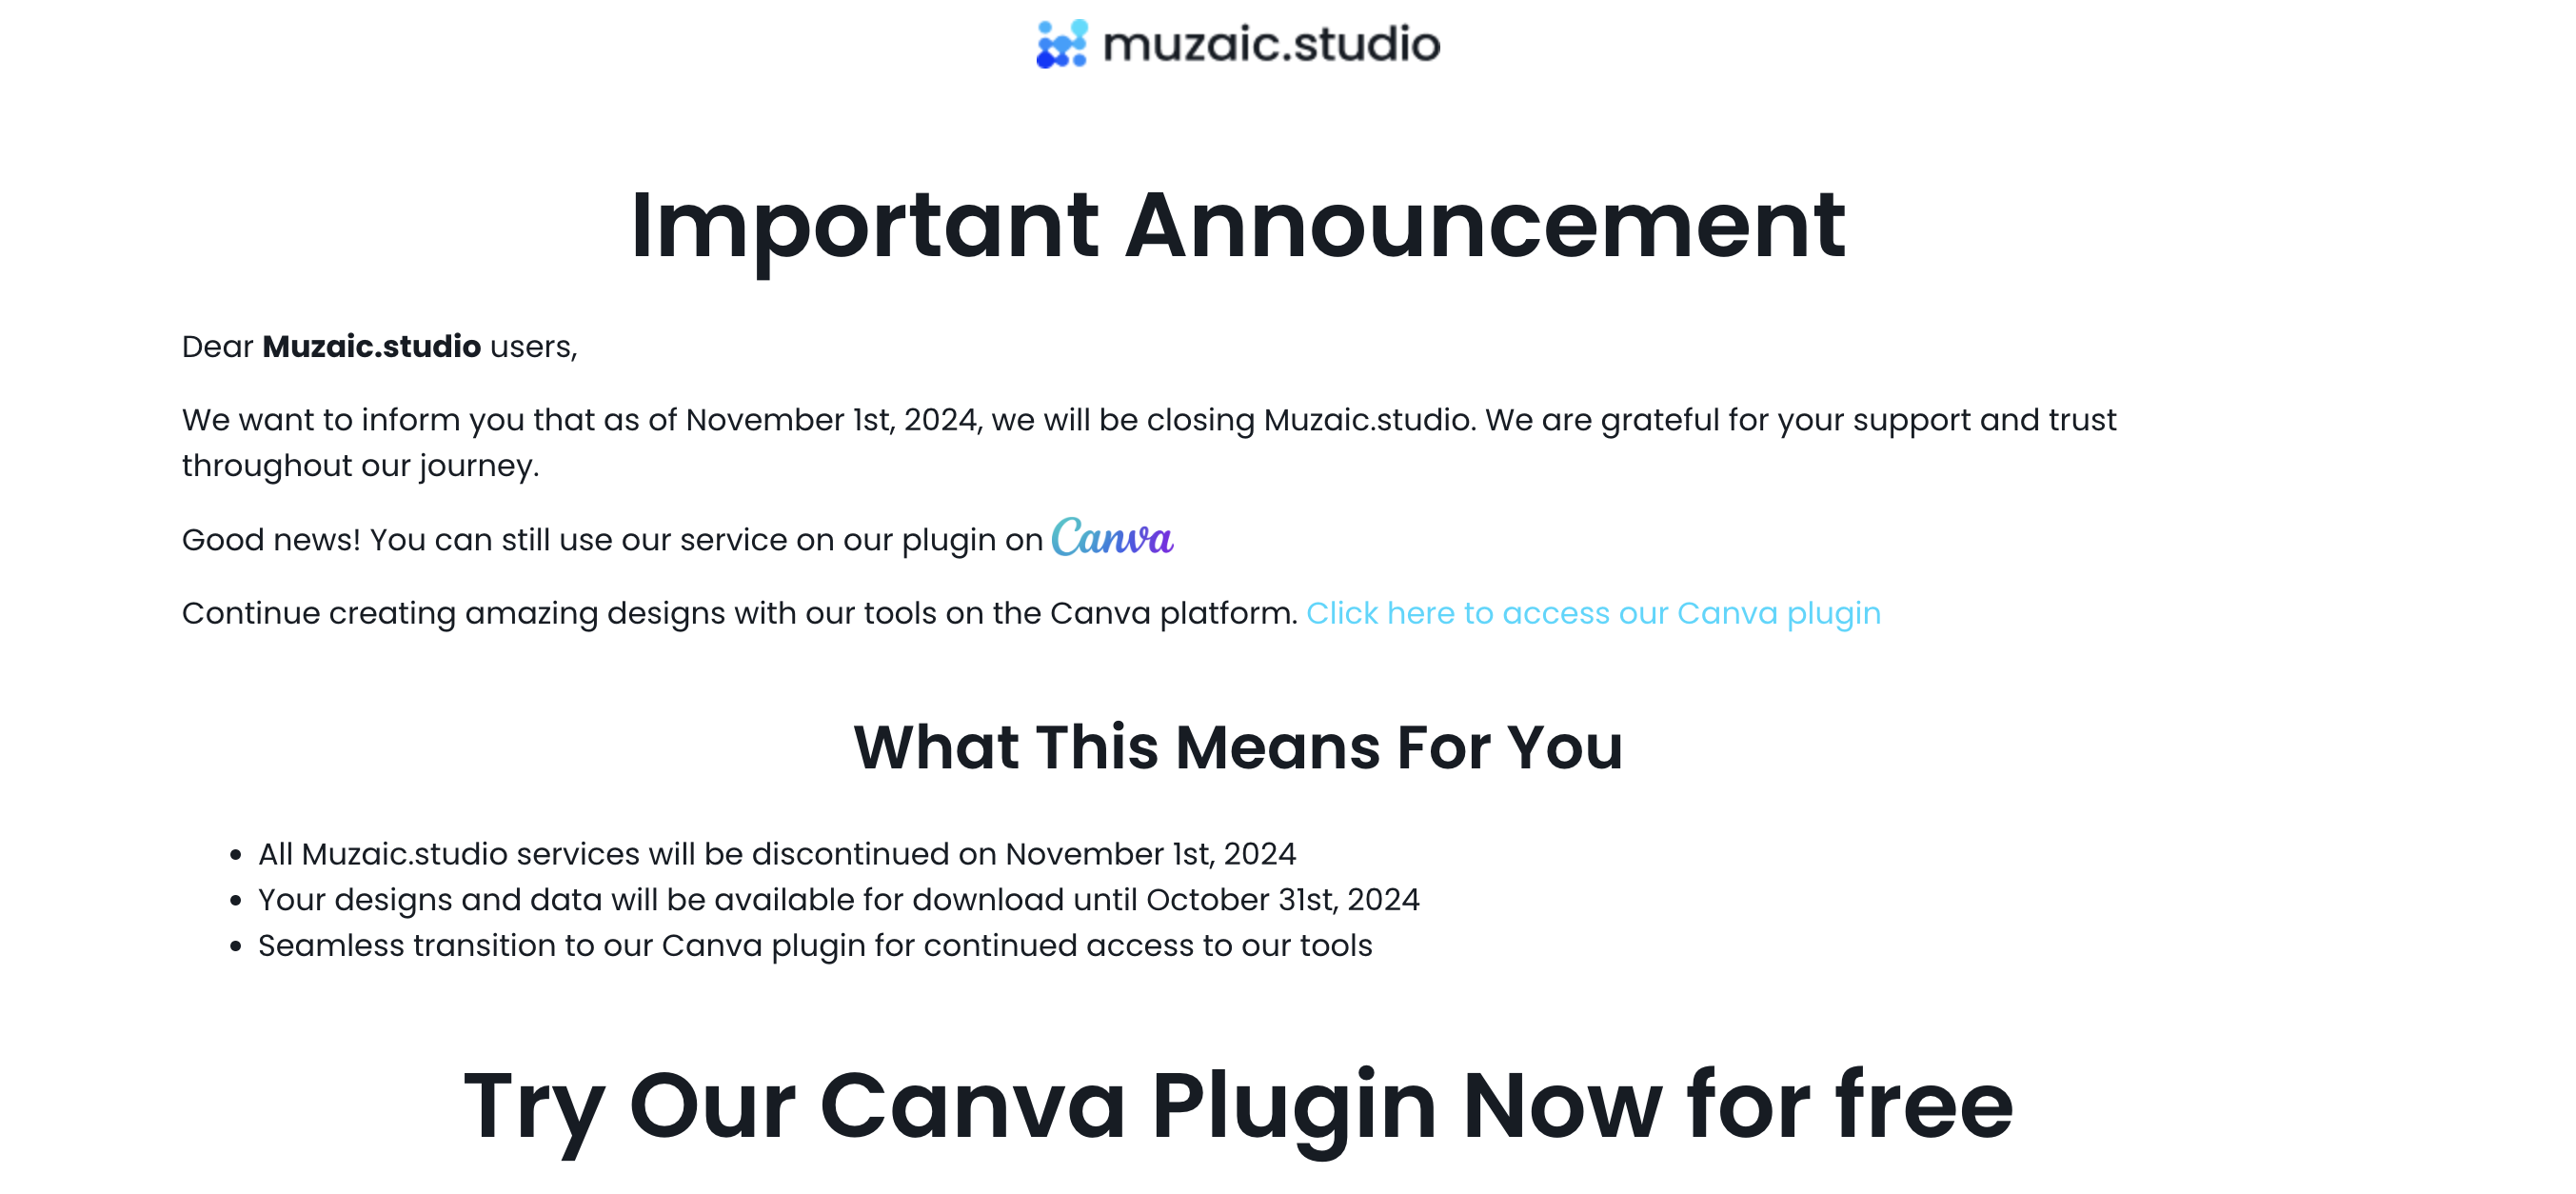 muzaic.studio
Important Announcement
Dear Muzaic.studio users,
We want to inform you that as of November 1st, 2024, we will be closing Muzaic.studio. We are grateful for your support and trust
throughout our journey.
Good news! You can still use our service on our plugin on Canva
Continue creating amazing designs with our tools on the Canva platform. Click here to access our Canva plugin
What This Means For You
• All Muzaic.studio services will be discontinued on November 1st, 2024
• Your designs and data will be available for download until October 31st, 2024
• Seamless transition to our Canva plugin for continued access to our tools
Try Our Canva Plugin Now for free